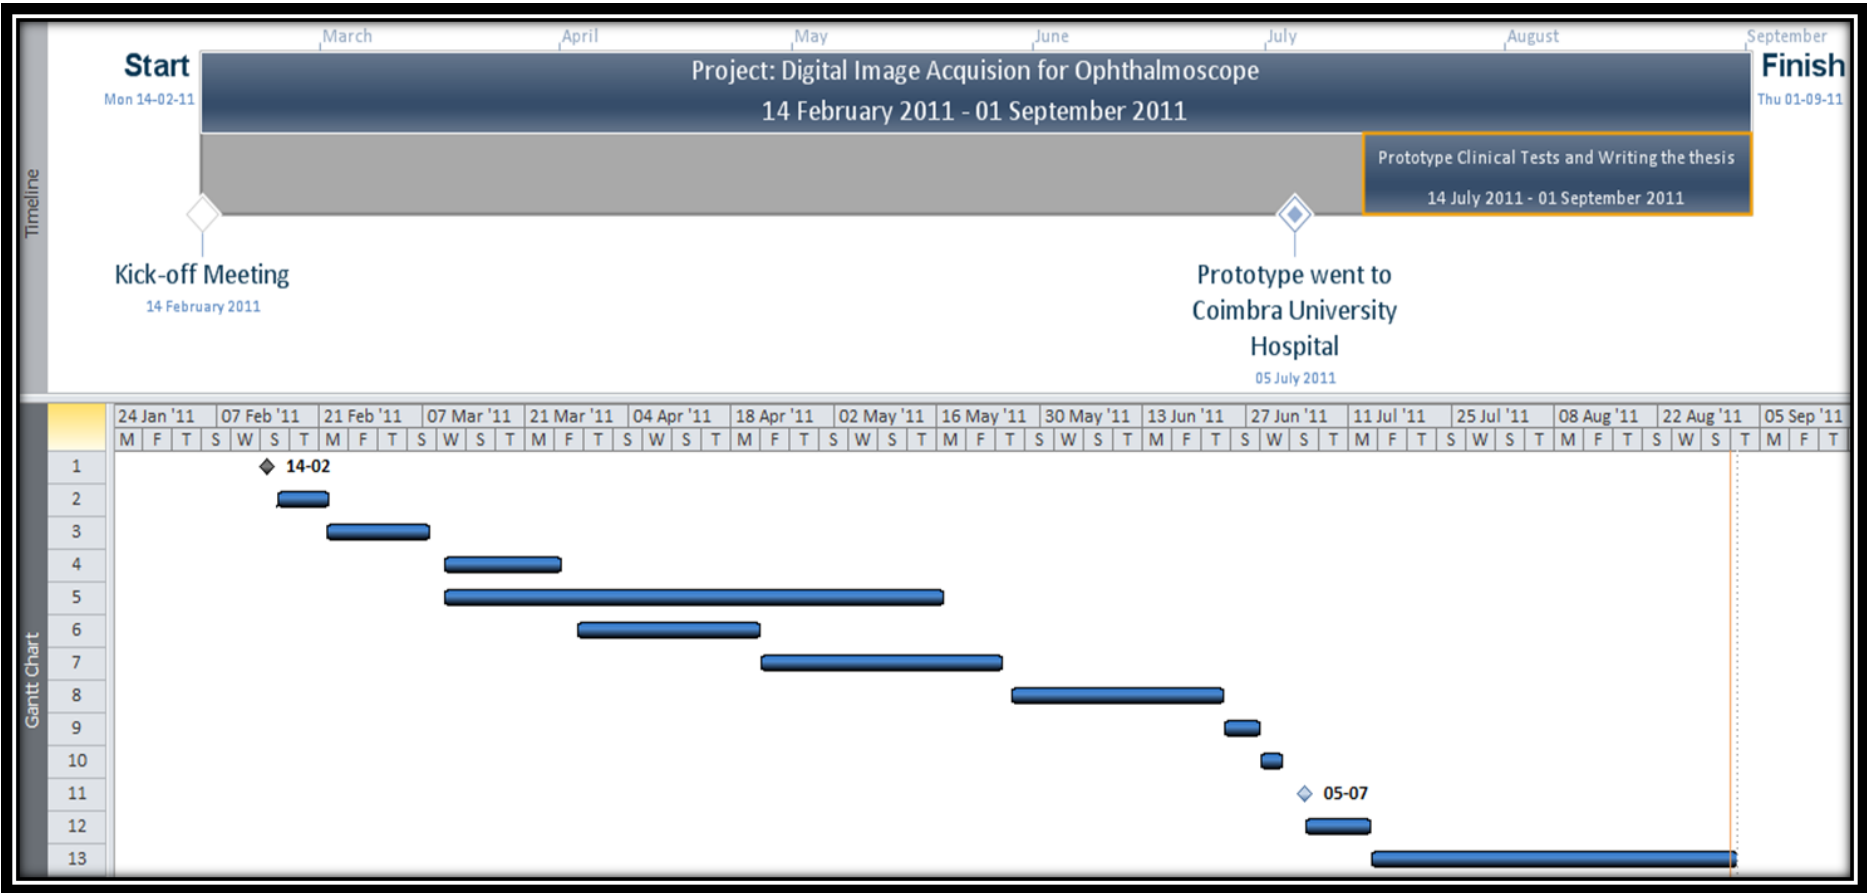 March April May June July August September
Start
Mon 14-02-11
Project: Digital Image Acquision for Ophthalmoscope
14 February 2011 - 01 September 2011
Finish
Thu 01-09-11
Prototype Clinical Tests and Writing the thesis
14 July 2011 - 01 September 2011
Timeline
Kick-off Meeting
14 February 2011
Prototype went to
Coimbra University
Hospital
05 July 2011
24 Jan '11 07 Feb '11 21 Feb '11 07 Mar '11 21 Mar '11 04 Apr '11 18 Apr '11 02 May '11 16 May '11 30 May '11 13 Jun '11 27 Jun '11 11 Jul '11 25 Jul '11 08 Aug '11 22 Aug '11 05 Sep '11
M F T S W S T M F T S W S T M F T S W S T M F T S W S T M F T S W S T M F T S W S T M F T S W S T M F T S W S T M F T
Gantt Chart
1 14-02
2
3
4
5
6
7
8
9
10
11 05-07
12
13